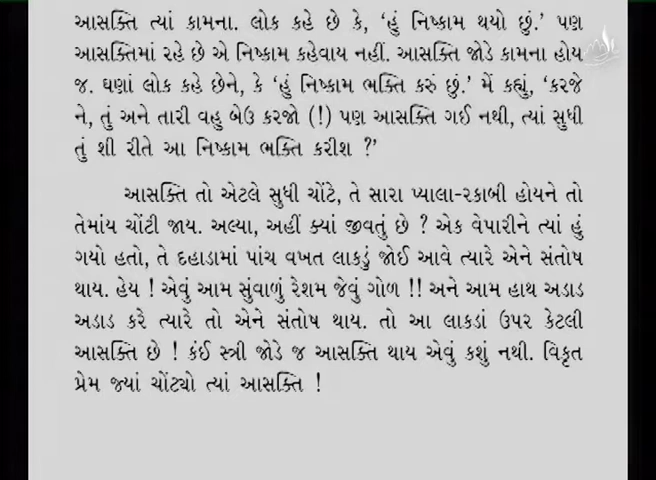 આસક્તિ ત્યાં કામના. લોક કહે છે કે, ‘હું નિષ્કામ થયો છું.’ પણ
આસક્તિમાં રહે છે એ નિષ્કામ કહેવાય નહીં. આસક્તિ જોડે કામના હોય
જ. ઘણાં લોક કહે છેને, કે ‘હું નિષ્કામ ભક્તિ કરું છું.’ મેં કહ્યું, ‘કરજે
ને, તું અને તારી વહુ બેઉ કરજો (!) પણ આસક્તિ ગઈ નથી, ત્યાં સુધી
તું શી રીતે આ નિષ્કામ ભક્તિ કરીશ ?’
આસક્તિ તો એટલે સુધી ચોંટે, તે સારા પ્યાલા-રકાબી હોયને તો
તેમાંય ચોંટી જાય. અલ્યા, અહીં ક્યાં જીવતું છે ? એક વેપારીને ત્યાં હું
ગયો હતો, તે દહાડામાં પાંચ વખત લાકડું જોઈ આવે ત્યારે એને સંતોષ
થાય. હેય ! એવું આમ સુંવાળું રેશમ જેવું ગોળ !! અને આમ હાથ અડાડ
અડાડ કરે ત્યારે તો એને સંતોષ થાય. તો આ લાકડાં ઉપર કેટલી
આસક્તિ છે ! કંઈ સ્ત્રી જોડે જ આસક્તિ થાય એવું કશું નથી. વિકૃત
પ્રેમ જ્યાં ચોંટ્યો ત્યાં આસક્તિ !